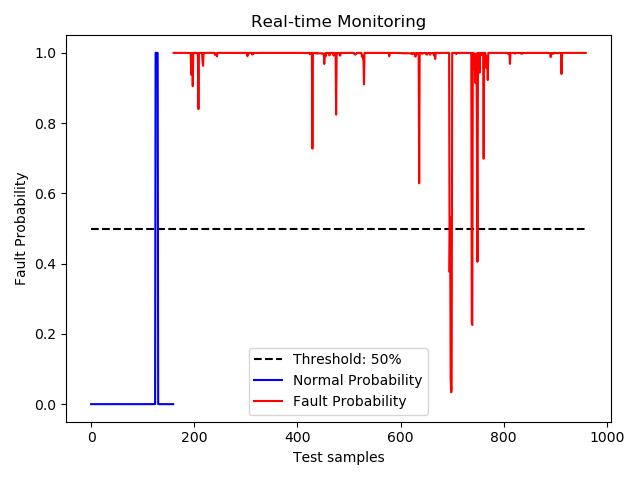 Real-time Monitoring
1.0
0.8
0.6
0.4
0.2
0.0
Fault Probability
Threshold: 50%
Normal Probability
Fault Probability
0 200 400 600 800 1000
Test samples